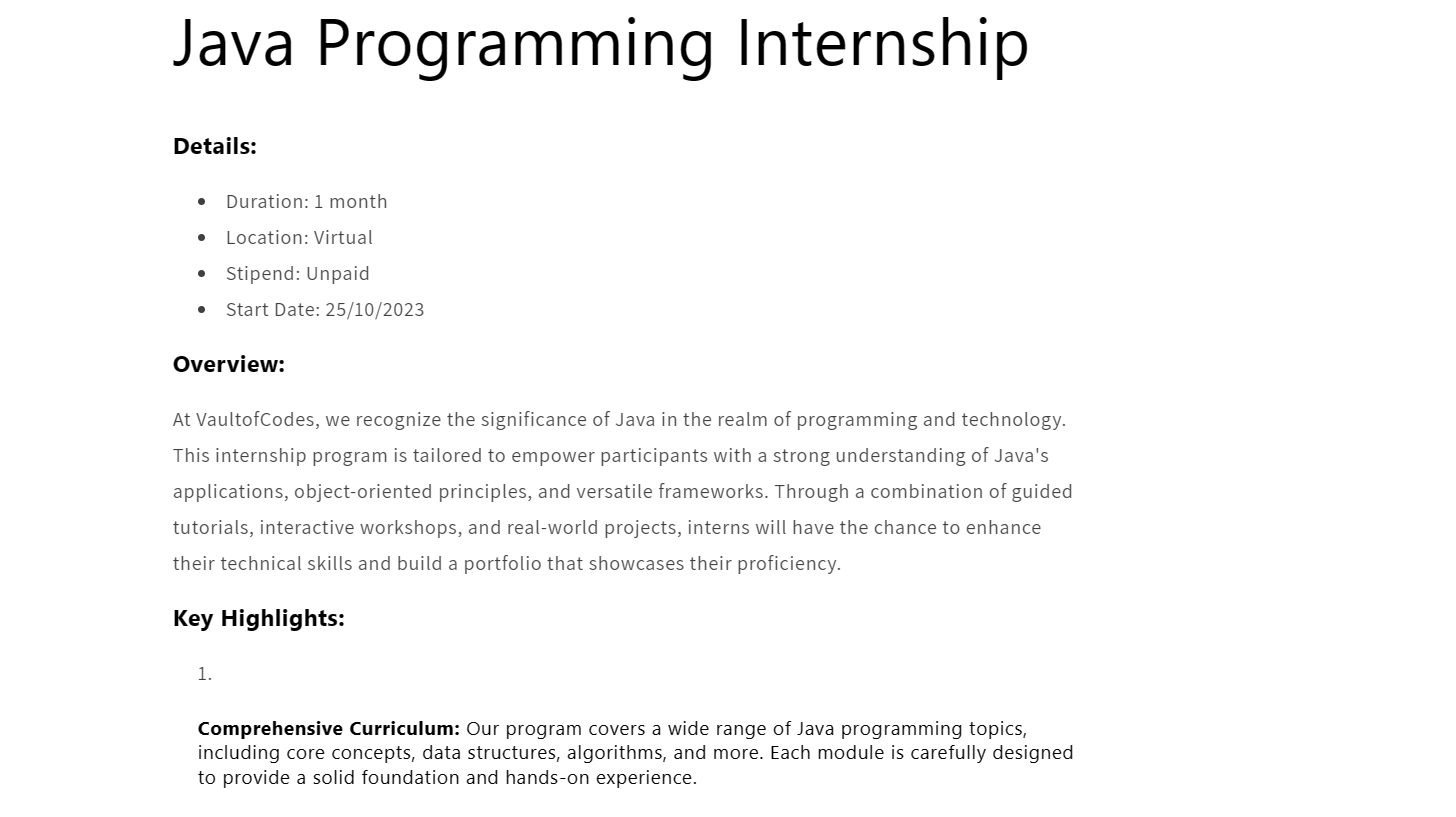 Java Programming Internship
Details:
• Duration: 1 month
• Location: Virtual
• Stipend: Unpaid
• Start Date: 25/10/2023
Overview:
At VaultofCodes, we recognize the significance of Java in the realm of programming and technology.
This internship program is tailored to empower participants with a strong understanding of Java's
applications, object-oriented principles, and versatile frameworks. Through a combination of guided
tutorials, interactive workshops, and real-world projects, interns will have the chance to enhance
their technical skills and build a portfolio that showcases their proficiency.
Key Highlights:
1.
Comprehensive Curriculum: Our program covers a wide range of Java programming topics,
including core concepts, data structures, algorithms, and more. Each module is carefully designed
to provide a solid foundation and hands-on experience.